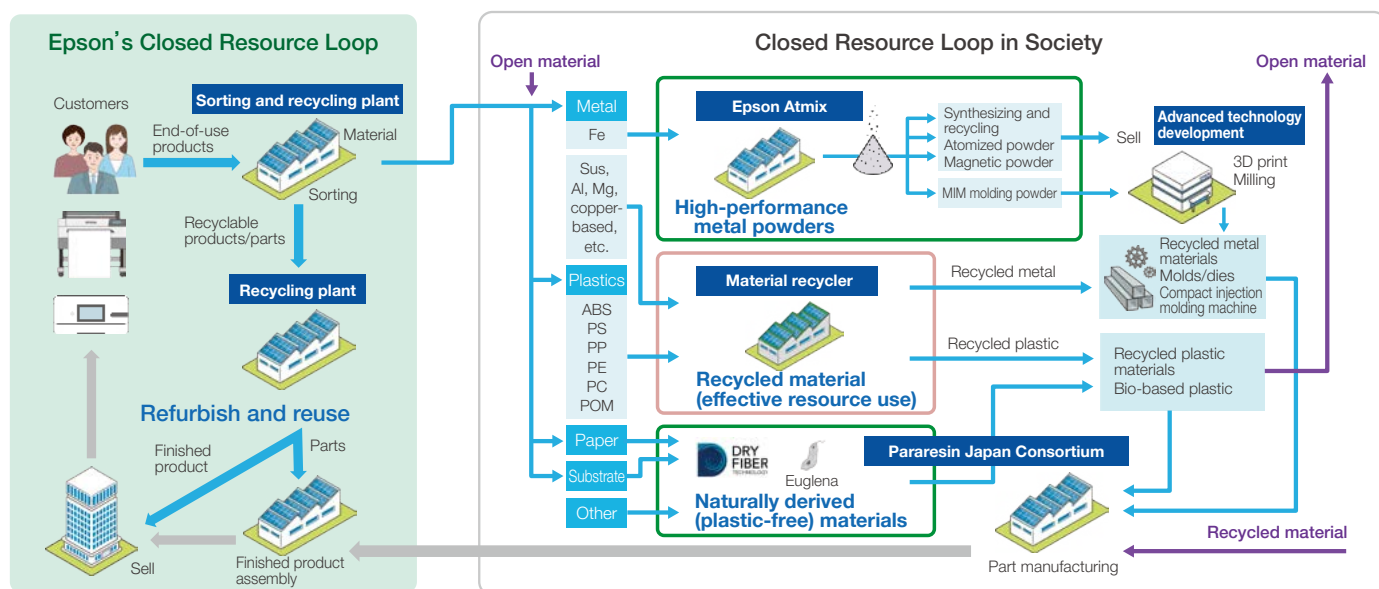 Epson's Closed Resource Loop
Customers
End-of-use
products
Sorting and recycling plant
Material
Sorting
Recyclable
products/parts
Recycling plant
Refurbish and reuse
Finished
product
Parts
Sell
Finished product
assembly
Closed Resource Loop in Society
Open material
Metal
Fe
Sus,
Al, Mg,
copper-
based,
etc.
Plastics
ABS
PS
PP
PE
PC
POM
Paper
Substrate
Other
Epson Atmix
High-performance
metal powders
Synthesizing and
recycling
Atomized powder
Magnetic powder
MIM molding powder
Sell
Advanced technology
development
3D print
Milling
Open material
Material recycler
Recycled material
(effective resource use)
Recycled metal
Recycled metal
materials
Molds/dies
Compact injection
molding machine
Recycled plastic
Recycled plastic
materials
Bio-based plastic
DRY
FIBER
TECHNOLOGY
Euglena
Naturally derived
(plastic-free) materials
Pararesin Japan Consortium
Part manufacturing
Recycled material